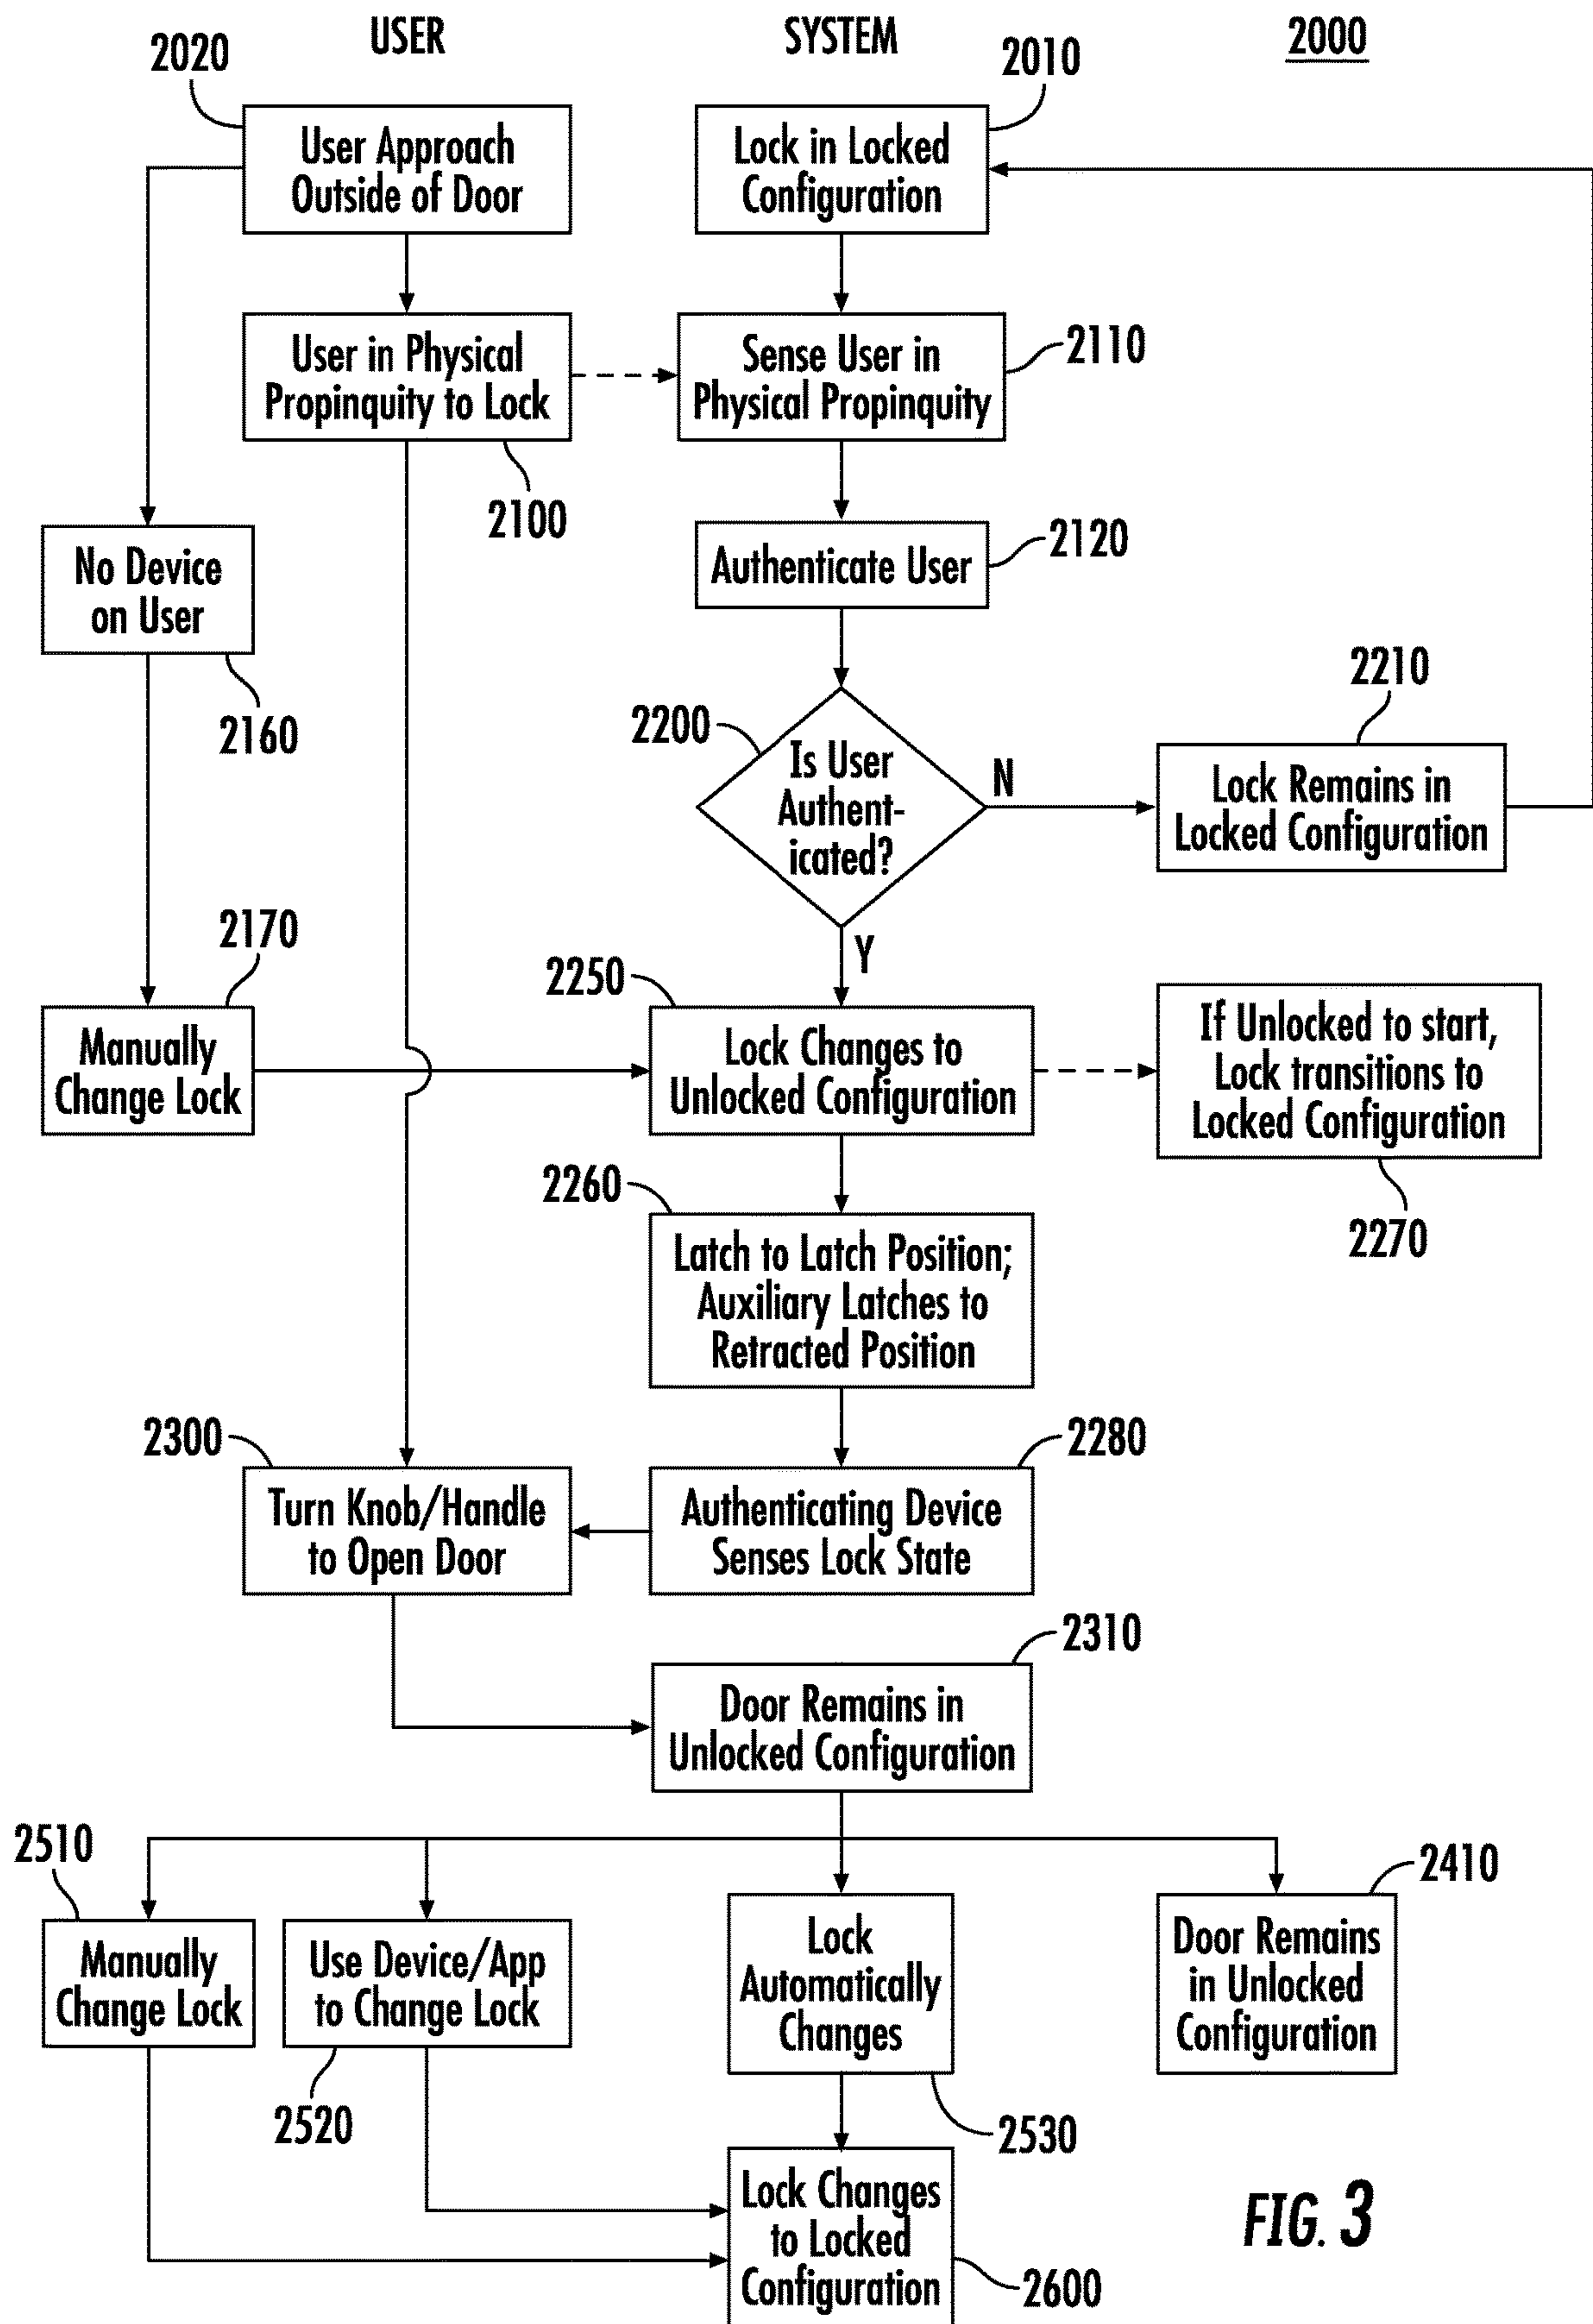 USER
SYSTEM
2000
2020
2010
User Approach
Outside of Door
Lock in Locked
Configuration
User in Physical
Propinquity to Lock
2100
Sense User in
Physical Propinquity
2110
No Device
on User
2160
Authenticate User
2120
2200
Is User
Authent-
icated?
N
Y
2210
Lock Remains in
Locked Configuration
2170
Manually
Change Lock
2250
Lock Changes to
Unlocked Configuration
If Unlocked to start,
Lock transitions to
Locked Configuration
2270
2260
Latch to Latch Position;
Auxiliary Latches to
Retracted Position
2300
Turn Knob/Handle
to Open Door
2280
Authenticating Device
Senses Lock State
2310
Door Remains in
Unlocked Configuration
2510
Manually
Change Lock
Use Device/App
to Change Lock
2520
Lock
Automatically
Changes
2530
2410
Door Remains
in Unlocked
Configuration
Lock Changes
to Locked
Configuration
2600
FIG. 3